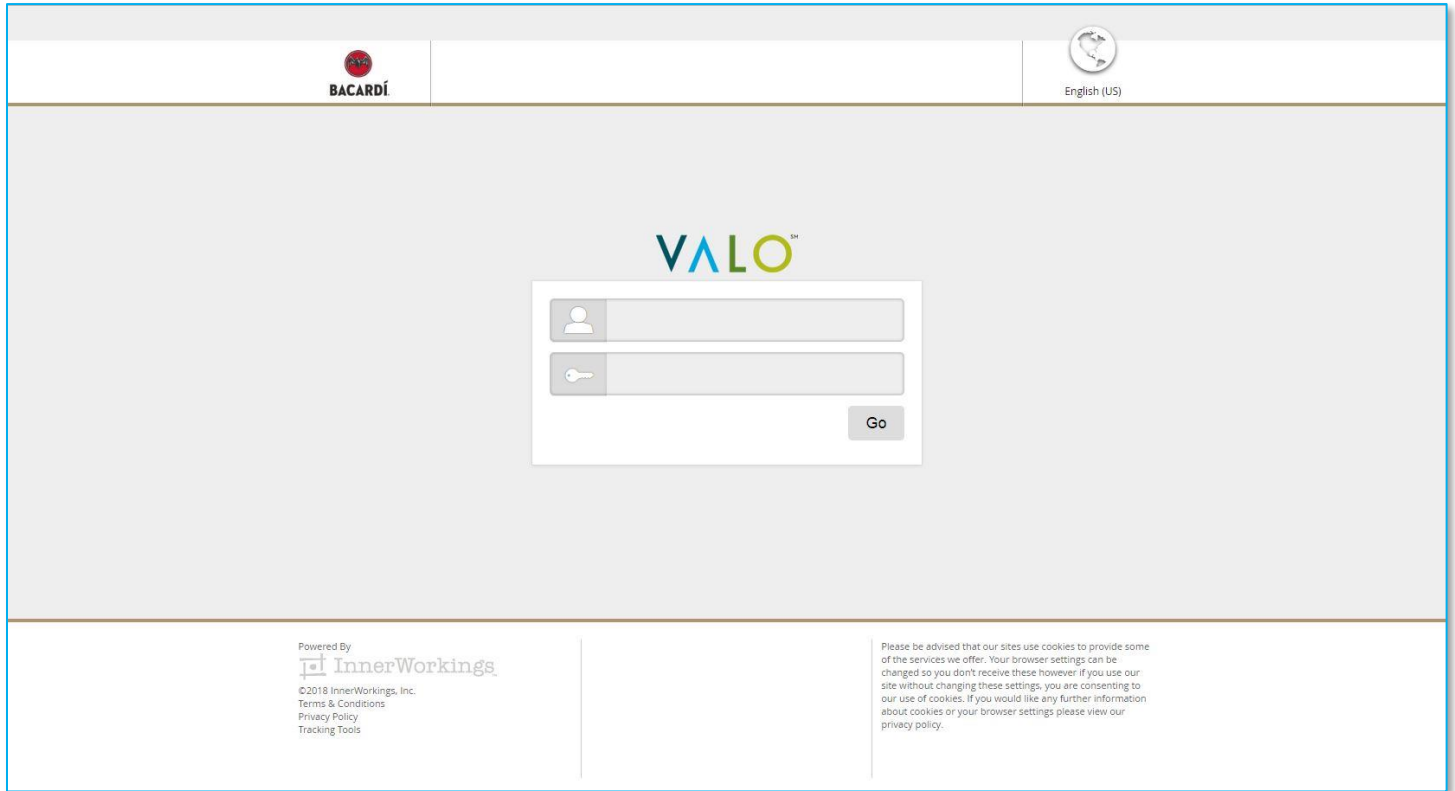 BACARDÍ
English (US)
VALO℠
Go
Powered By
InnerWorkings
©2018 InnerWorkings, Inc.
Terms & Conditions
Privacy Policy
Tracking Tools
Please be advised that our sites use cookies to provide some
of the services we offer. Your browser settings can be
changed so you don't receive these however if you use our
site without changing these settings, you are consenting to
our use of cookies. If you would like any further information
about cookies or your browser settings please view our
privacy policy.